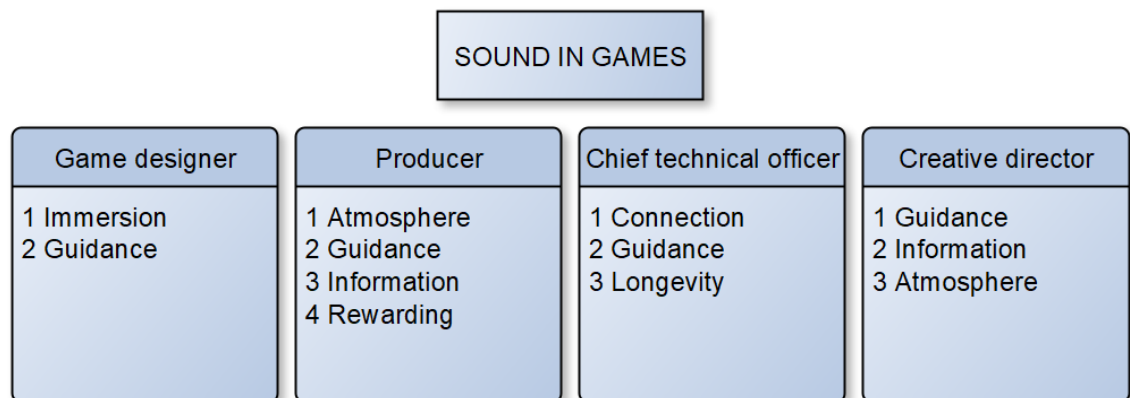 SOUND IN GAMES
Game designer
1 Immersion
2 Guidance
Producer
1 Atmosphere
2 Guidance
3 Information
4 Rewarding
Chief technical officer
1 Connection
2 Guidance
3 Longevity
Creative director
1 Guidance
2 Information
3 Atmosphere